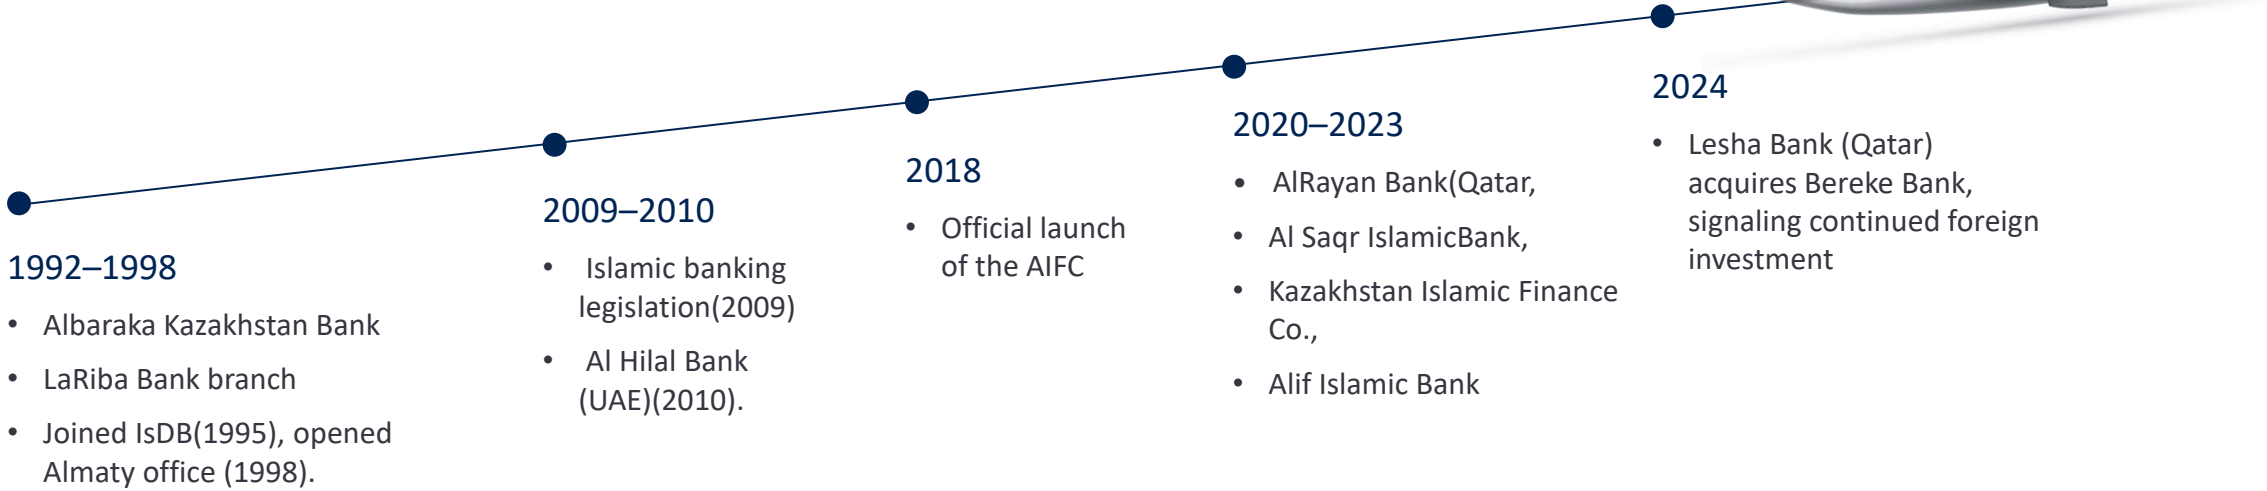 1992–1998
• Albaraka Kazakhstan Bank
• LaRiba Bank branch
• Joined IsDB(1995), opened
Almaty office (1998).
2009–2010
• Islamic banking
legislation(2009)
• Al Hilal Bank
(UAE)(2010).
2018
• Official launch
of the AIFC
2020–2023
• AlRayan Bank(Qatar,
• Al Saqr IslamicBank,
• Kazakhstan Islamic Finance
Co.,
• Alif Islamic Bank
2024
• Lesha Bank (Qatar)
acquires Bereke Bank,
signaling continued foreign
investment